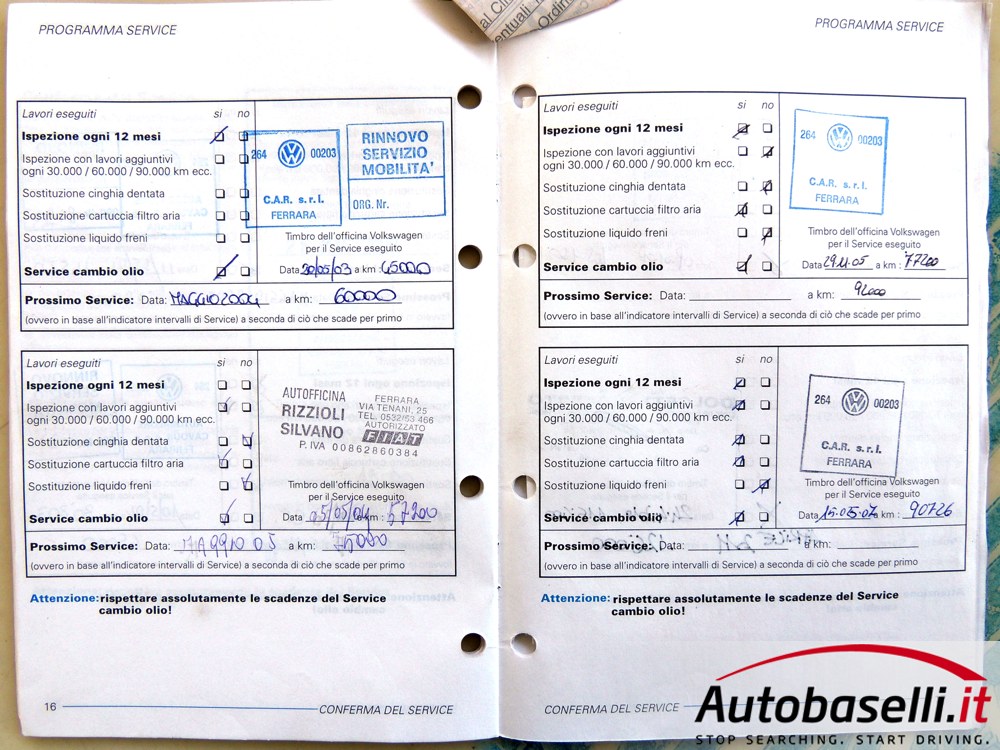 PROGRAMMA SERVICE
Lavori eseguiti si no
Ispezione ogni 12 mesi
Ispezione con lavori aggiuntivi
ogni 30.000 / 60.000 / 90.000 km ecc.
Sostituzione cinghia dentata
Sostituzione cartuccia filtro aria
Sostituzione liquido freni
Service cambio olio
264 00203
C.A.R. s.r.l.
FERRARA
RINNOVO
SERVIZIO
MOBILITA'
ORG. Nr.
Timbro dell'officina Volkswagen
per il Service eseguito
Data 20/05/03 a km: 45000
Prossimo Service: Data: MAGGIO 2004 a km: 60000
(ovvero in base all'indicatore intervalli di Service) a seconda di ciò che scade per primo
Lavori eseguiti si no
Ispezione ogni 12 mesi
Ispezione con lavori aggiuntivi
ogni 30.000 / 60.000 / 90.000 km ecc.
Sostituzione cinghia dentata
Sostituzione cartuccia filtro aria
Sostituzione liquido freni
Service cambio olio
AUTOFFICINA
RIZZIOLI
SILVANO
FERRARA
VIA TENANI, 25
TEL. 0532/63 466
AUTORIZZATO
FIAT
P. IVA 00862860384
Timbro dell'officina Volkswagen
per il Service eseguito
Data 05/05/04 a km: 57200
Prossimo Service: Data: 05 a km: 75000
(ovvero in base all'indicatore intervalli di Service) a seconda di ciò che scade per primo
Attenzione: rispettare assolutamente le scadenze del Service
cambio olio!
16 CONFERMA DEL SERVICE
PROGRAMMA SERVICE
Lavori eseguiti si no
Ispezione ogni 12 mesi
Ispezione con lavori aggiuntivi
ogni 30.000 / 60.000 / 90.000 km ecc.
Sostituzione cinghia dentata
Sostituzione cartuccia filtro aria
Sostituzione liquido freni
Service cambio olio
264 00203
C.A.R. s.r.l.
FERRARA
Timbro dell'officina Volkswagen
per il Service eseguito
Data 29.11.05 a km: 77200
Prossimo Service: Data: a km: 92000
(ovvero in base all'indicatore intervalli di Service) a seconda di ciò che scade per primo
Lavori eseguiti si no
Ispezione ogni 12 mesi
Ispezione con lavori aggiuntivi
ogni 30.000 / 60.000 / 90.000 km ecc.
Sostituzione cinghia dentata
Sostituzione cartuccia filtro aria
Sostituzione liquido freni
Service cambio olio
264 00203
C.A.R. s.r.l.
FERRARA
Timbro dell'officina Volkswagen
per il Service eseguito
Data 15.05.07 a km: 90726
Prossimo Service: Data: a km:
(ovvero in base all'indicatore intervalli di Service) a seconda di ciò che scade per primo
Attenzione: rispettare assolutamente le scadenze del Service
cambio olio!
CONFERMA DEL SERVICE
Autobaselli.it
STOP SEARCHING. START DRIVING.